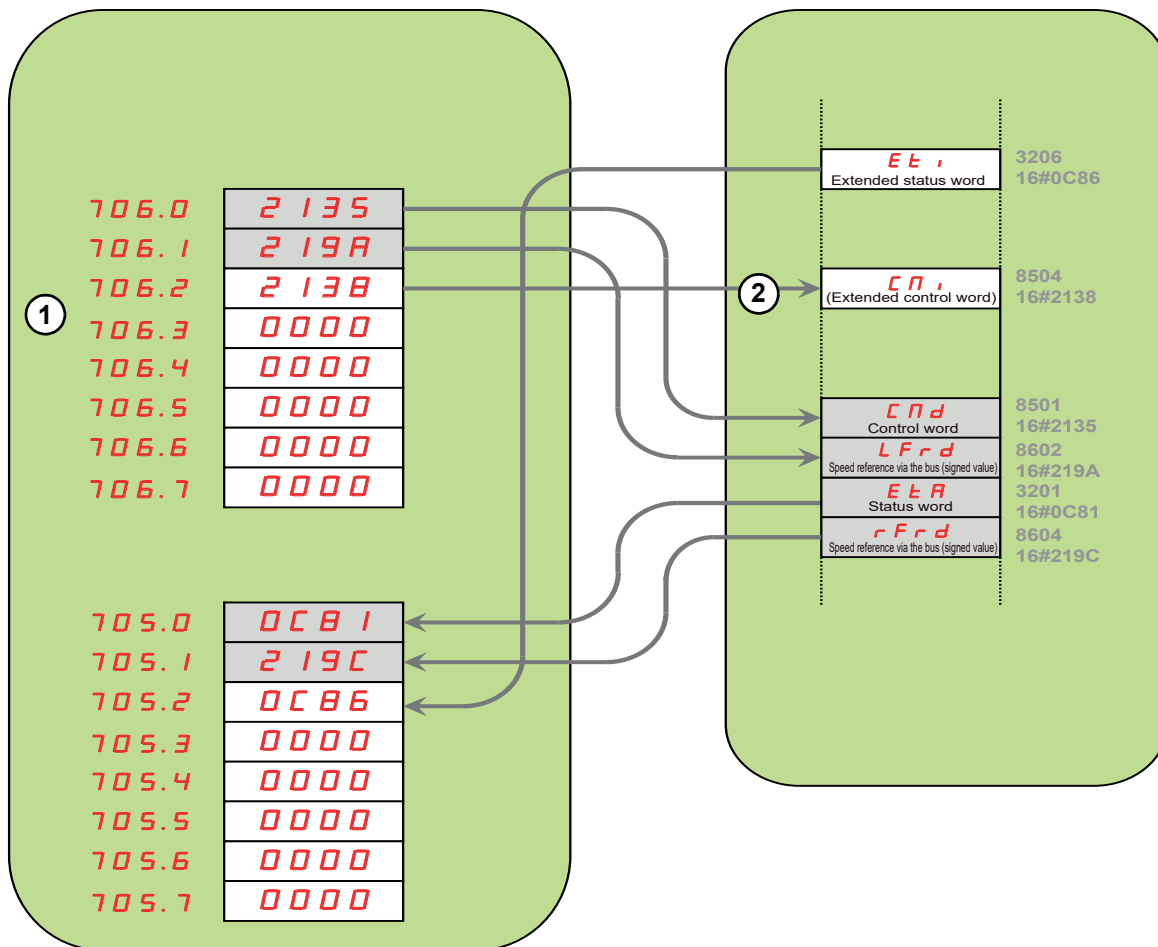 1
706.0 2135
706.1 219A
706.2 2138
706.3 0000
706.4 0000
706.5 0000
706.6 0000
706.7 0000
705.0 0C81
705.1 219C
705.2 0C86
705.3 0000
705.4 0000
705.5 0000
705.6 0000
705.7 0000
2
EtI
Extended status word
3206
16#0C86
CMI
(Extended control word)
8504
16#2138
CMd
Control word
8501
16#2135
LFrd
Speed reference via the bus (signed value)
8602
16#219A
EtA
Status word
3201
16#0C81
rFrd
Speed reference via the bus (signed value)
8604
16#219C